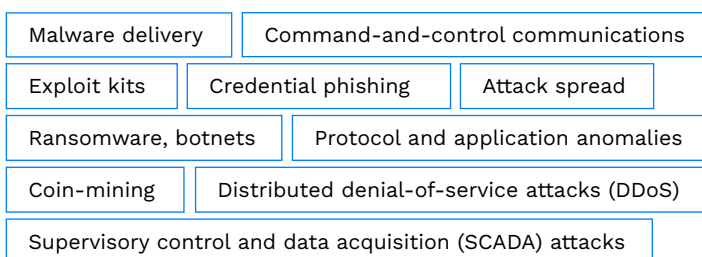 Malware delivery Command-and-control communications
Exploit kits Credential phishing Attack spread
Ransomware, botnets Protocol and application anomalies
Coin-mining Distributed denial-of-service attacks (DDoS)
Supervisory control and data acquisition (SCADA) attacks